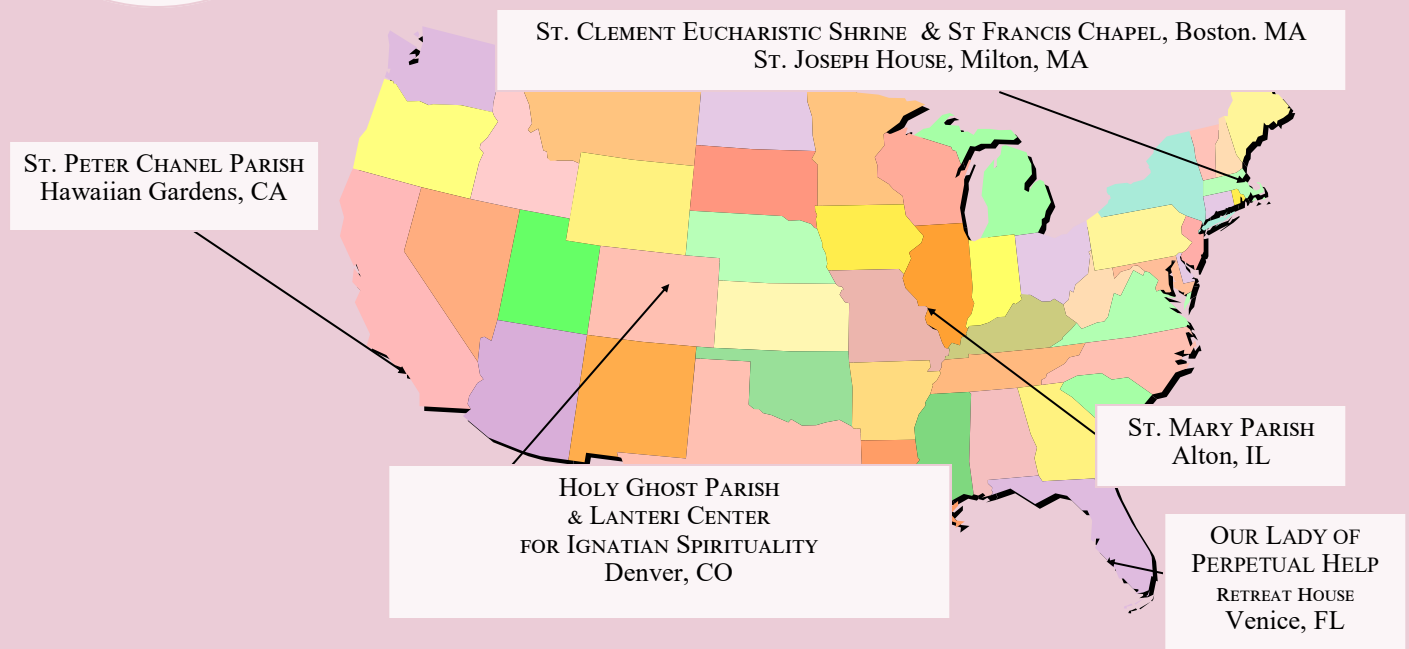 St. Clement Eucharistic Shrine & St Francis Chapel, Boston. MA
St. Joseph House, Milton, MA
St. Peter Chanel Parish
Hawaiian Gardens, CA
St. Mary Parish
Alton, IL
Holy Ghost Parish
& Lanteri Center
for Ignatian Spirituality
Denver, CO
Our Lady of
Perpetual Help
Retreat House
Venice, FL